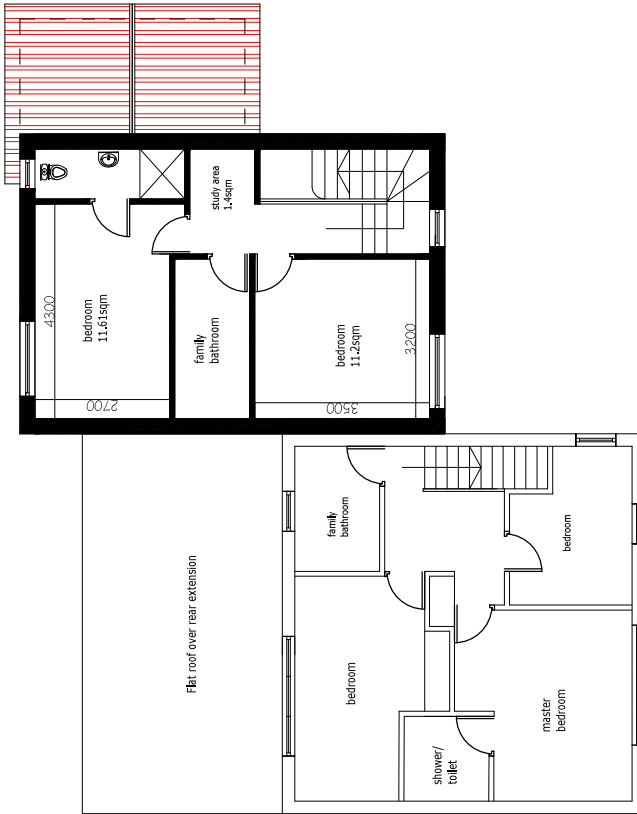 study area
1.4sqm
bedroom
11.61sqm
4300
2700
family
bathroom
bedroom
11.2sqm
3200
3500
family
bathroom
bedroom
Flat roof over rear extension
bedroom
master
bedroom
shower/
toilet